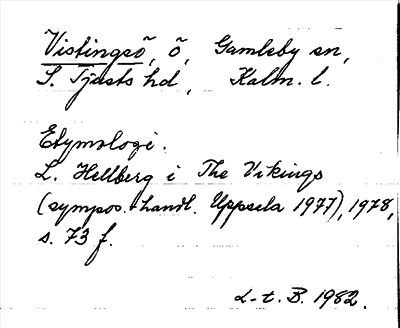 Vistingsö, ö, Gamleby sn,
S. Tjusts hd, Kalm. l.
Etymologi.
L. Hellberg i The Vikings
(sympos.-handl. Uppsala 1977), 1978,
s. 73 f.
L-t. B. 1982.